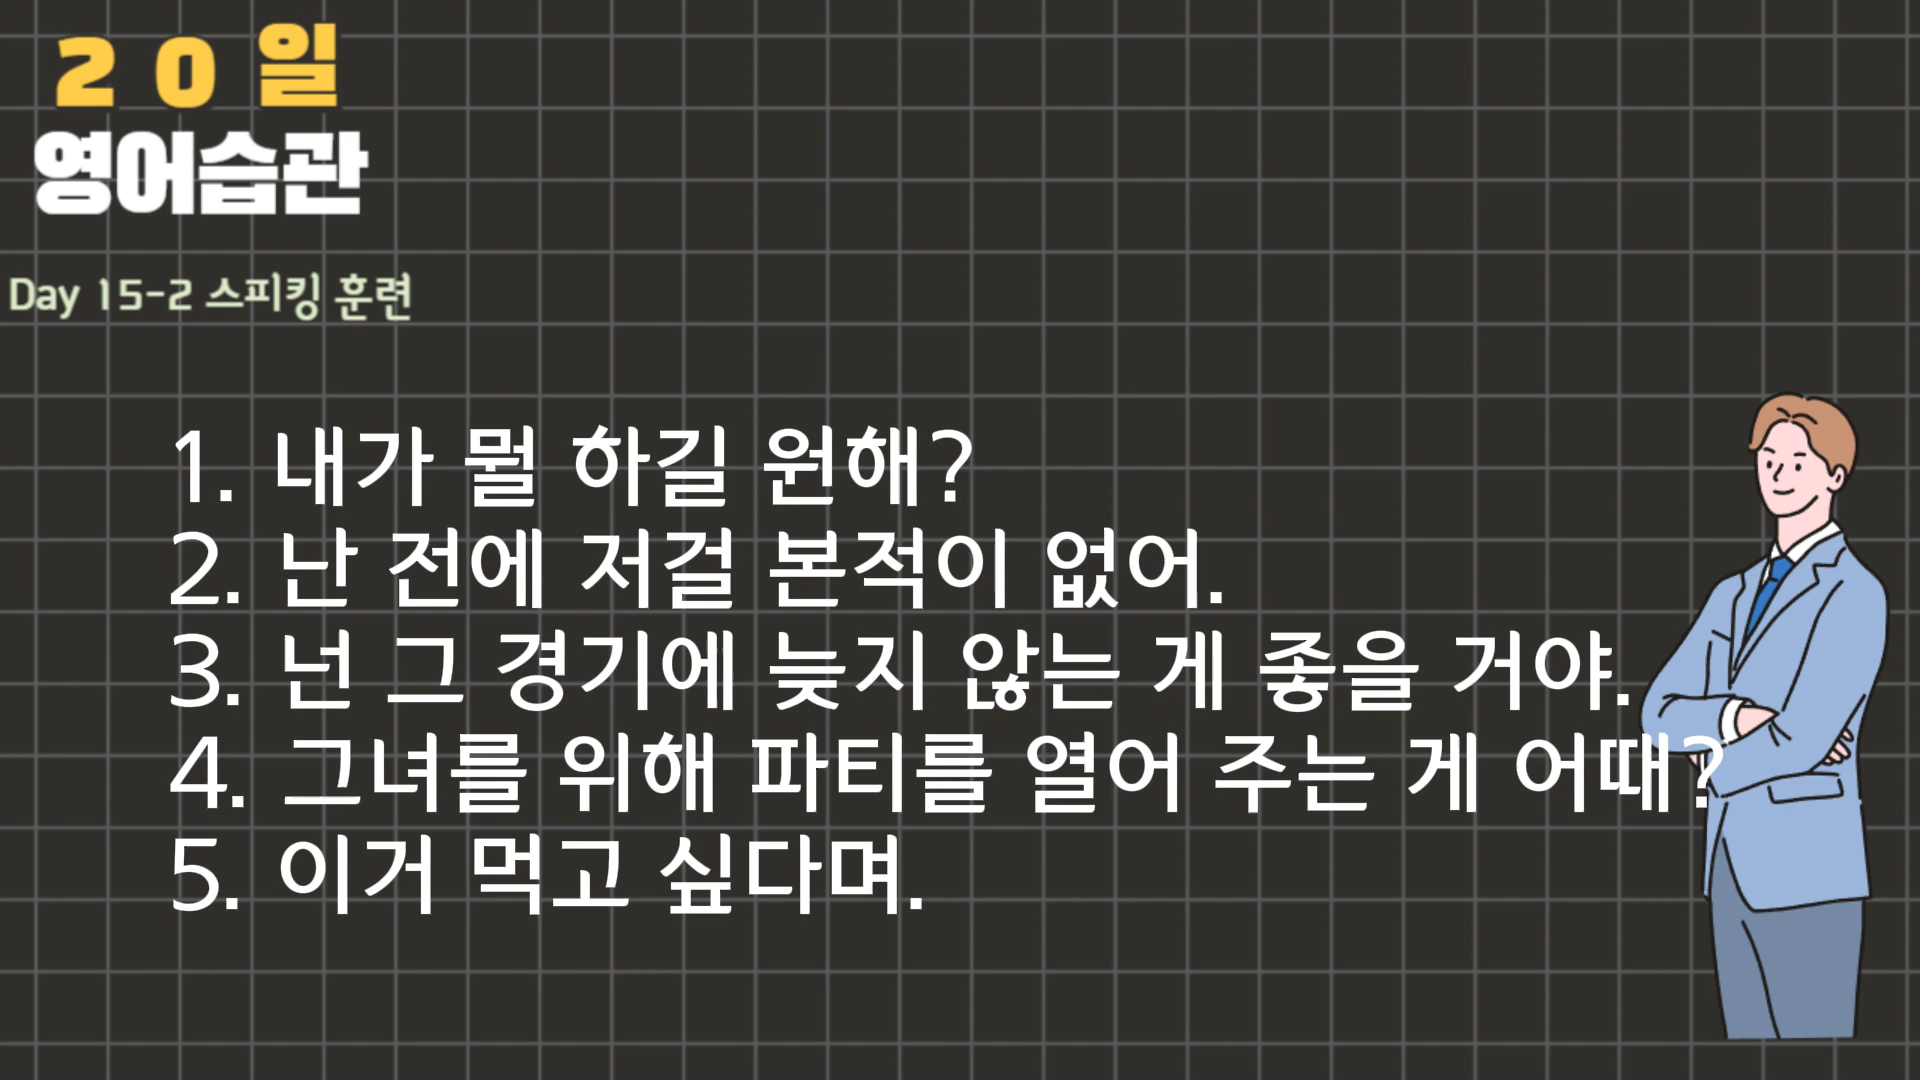 20일
영어습관
Day 15-2 스피킹 훈련
1. 내가 뭘 하길 원해?
2. 난 전에 저걸 본적이 없어.
3. 넌 그 경기에 늦지 않는 게 좋을 거야.
4. 그녀를 위해 파티를 열어 주는 게 어때?
5. 이거 먹고 싶다며.